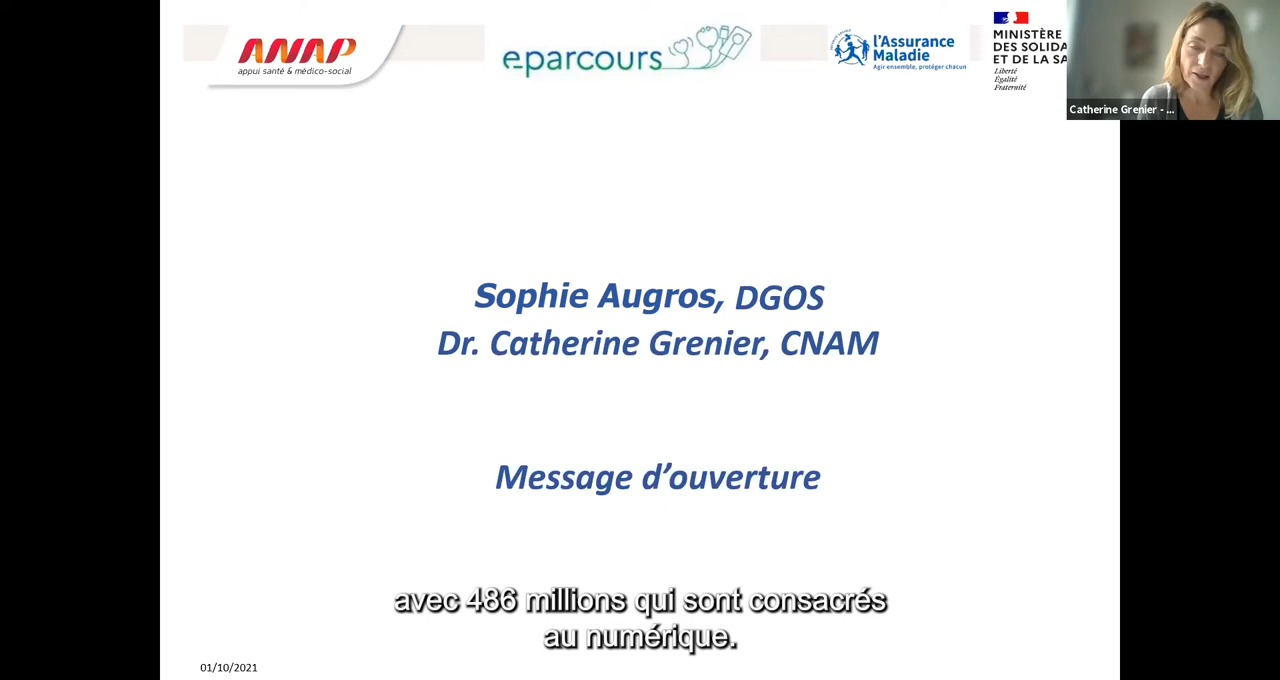 ANAP
appui santé & médico-social
eparcours
l'Assurance
Maladie
Agir ensemble, protéger chacun
MINISTÈRE
DES SOLIDA
ET DE LA SA
Liberté
Égalité
Fraternité
Catherine Grenier - ...
Sophie Augros, DGOS
Dr. Catherine Grenier, CNAM
Message d'ouverture
avec 486 millions qui sont consacrés
au numérique.
01/10/2021